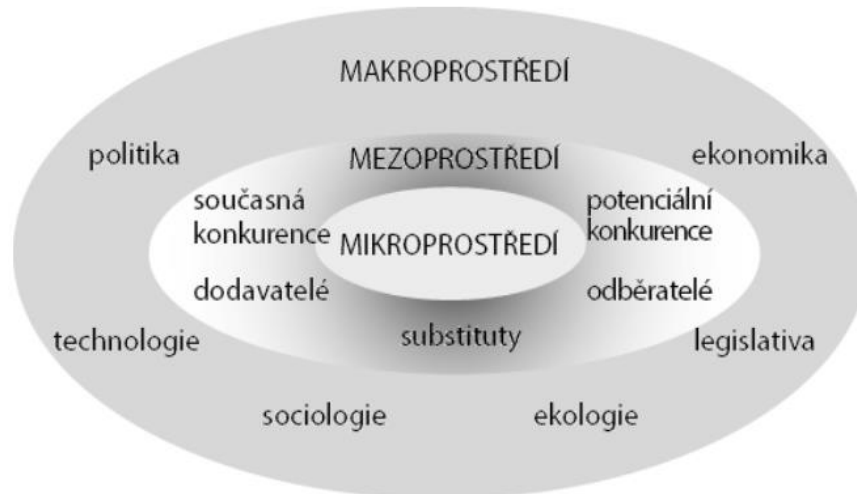 MAKROPROSTŘEDÍ
politika
MEZOPROSTŘEDÍ
ekonomika
současná
konkurence
potenciální
konkurence
MIKROPROSTŘEDÍ
dodavatelé
odběratelé
technologie
substituty
legislativa
sociologie
ekologie